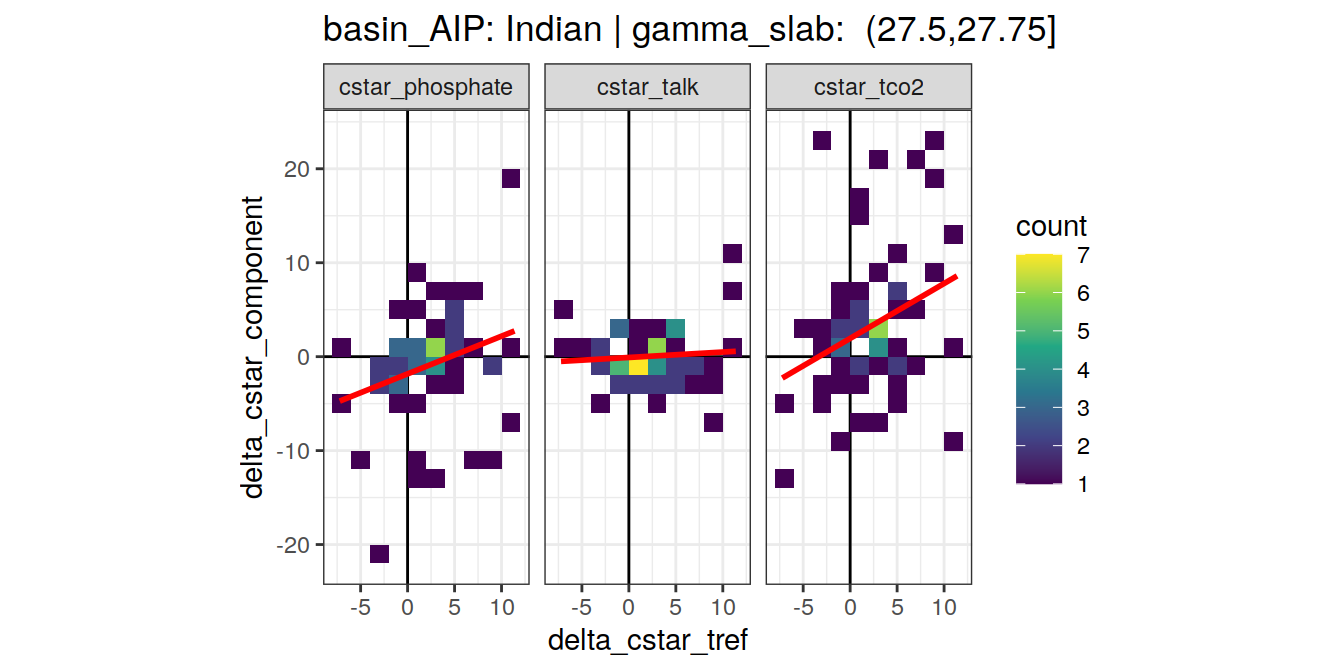 basin_AIP: Indian | gamma_slab:  (27.5,27.75]
cstar_phosphate
cstar_talk
cstar_tco2
20
10
0
-10
-20
delta_cstar_component
-5 0 5 10
-5 0 5 10
-5 0 5 10
delta_cstar_tref
count
7
6
5
4
3
2
1